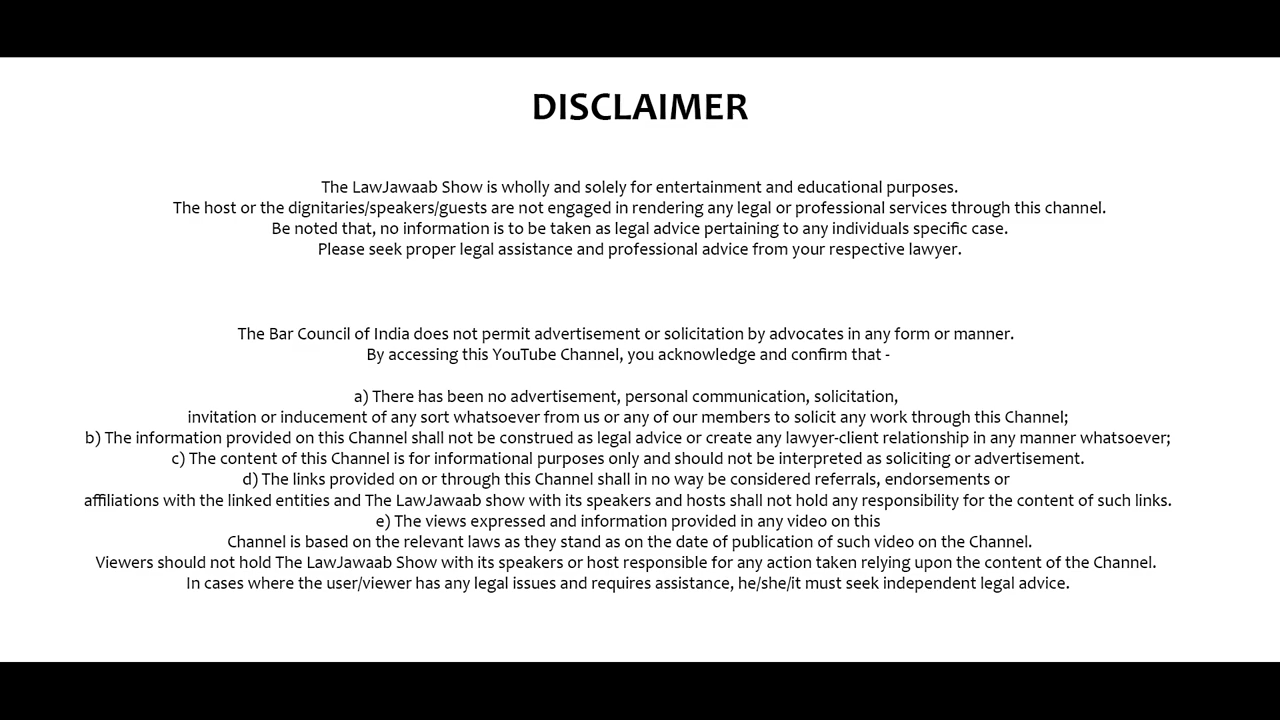 DISCLAIMER
The LawJawaab Show is wholly and solely for entertainment and educational purposes.
The host or the dignitaries/speakers/guests are not engaged in rendering any legal or professional services through this channel.
Be noted that, no information is to be taken as legal advice pertaining to any individuals specific case.
Please seek proper legal assistance and professional advice from your respective lawyer.
The Bar Council of India does not permit advertisement or solicitation by advocates in any form or manner.
By accessing this YouTube Channel, you acknowledge and confirm that -
a) There has been no advertisement, personal communication, solicitation,
invitation or inducement of any sort whatsoever from us or any of our members to solicit any work through this Channel;
b) The information provided on this Channel shall not be construed as legal advice or create any lawyer-client relationship in any manner whatsoever;
c) The content of this Channel is for informational purposes only and should not be interpreted as soliciting or advertisement.
d) The links provided on or through this Channel shall in no way be considered referrals, endorsements or
affiliations with the linked entities and The LawJawaab show with its speakers and hosts shall not hold any responsibility for the content of such links.
e) The views expressed and information provided in any video on this
Channel is based on the relevant laws as they stand as on the date of publication of such video on the Channel.
Viewers should not hold The LawJawaab Show with its speakers or host responsible for any action taken relying upon the content of the Channel.
In cases where the user/viewer has any legal issues and requires assistance, he/she/it must seek independent legal advice.